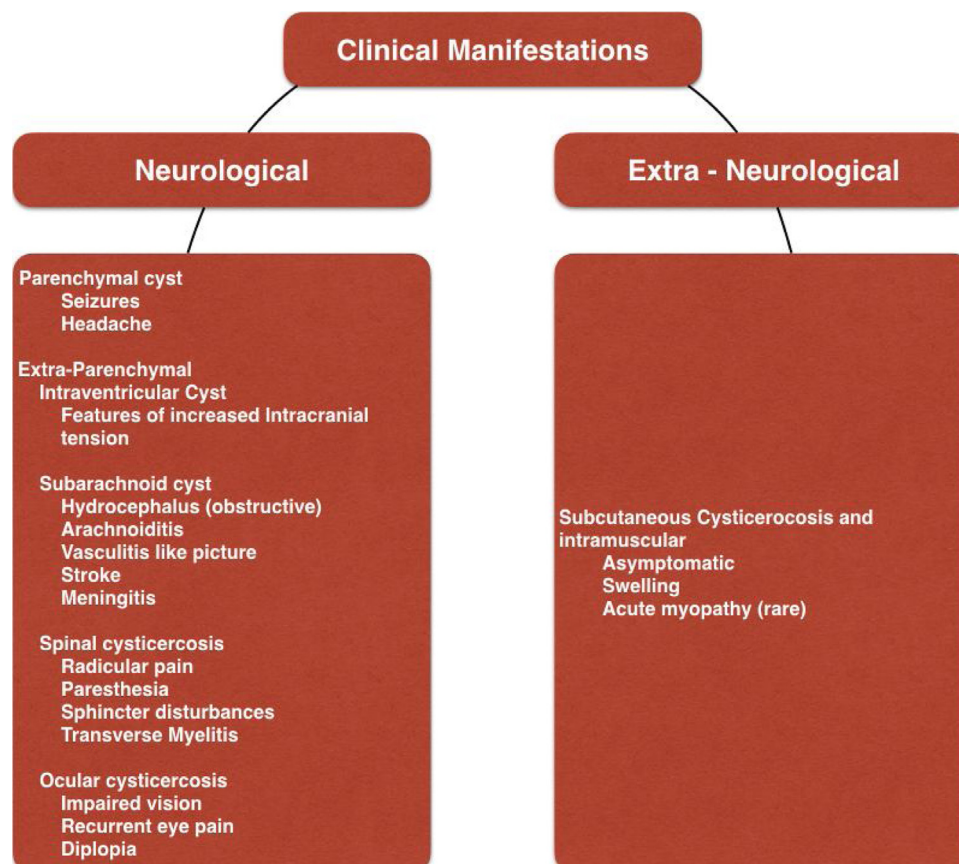 Clinical Manifestations
Neurological
Extra - Neurological
Parenchymal cyst
Seizures
Headache
Extra-Parenchymal
Intraventricular Cyst
Features of increased Intracranial
tension
Subarachnoid cyst
Hydrocephalus (obstructive)
Arachnoiditis
Vasculitis like picture
Stroke
Meningitis
Spinal cysticercosis
Radicular pain
Paresthesia
Sphincter disturbances
Transverse Myelitis
Ocular cysticercosis
Impaired vision
Recurrent eye pain
Diplopia
Subcutaneous Cysticerocosis and
intramuscular
Asymptomatic
Swelling
Acute myopathy (rare)